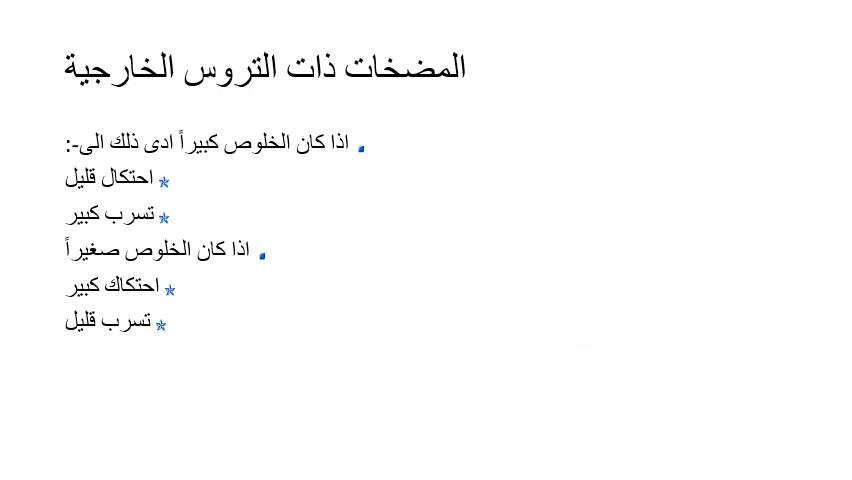 المضخات ذات التروس الخارجية
اذا كان الخلوص كبيراً ادى ذلك الى-:
احتكال قليل
تسرب كبير
اذا كان الخلوص صغيراً
احتكاك كبير
تسرب قليل